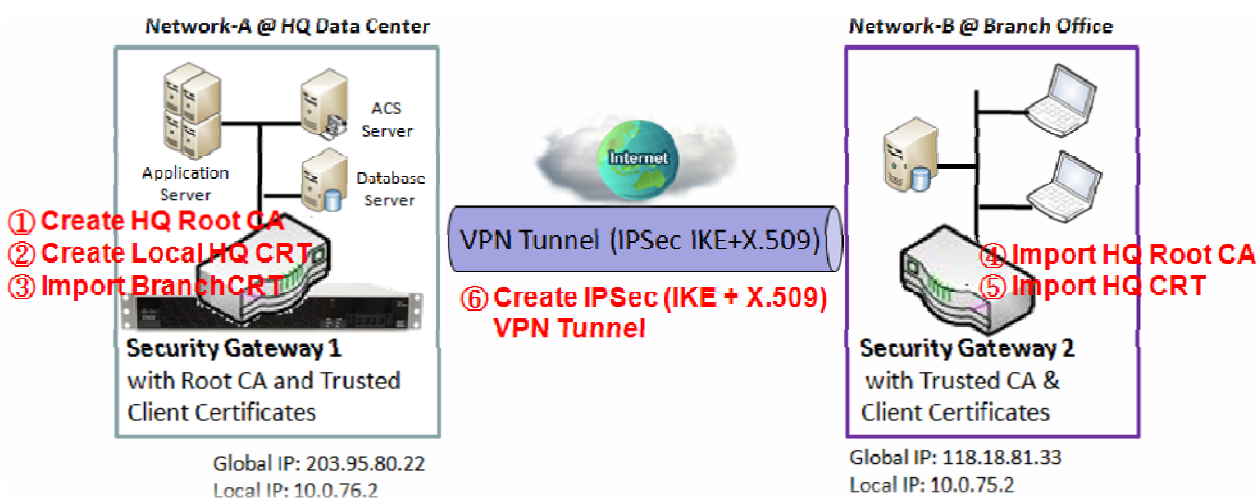 Network-A @ HQ Data Center
Application
Server
ACS
Server
Database
Server
① Create HQ Root CA
② Create Local HQ CRT
③ Import BranchCRT
Security Gateway 1
with Root CA and Trusted
Client Certificates
Global IP: 203.95.80.22
Local IP: 10.0.76.2
Internet
VPN Tunnel (IPSec IKE+X.509)
⑥ Create IPSec (IKE + X.509)
VPN Tunnel
Network-B @ Branch Office
④ Import HQ Root CA
⑤ Import HQ CRT
Security Gateway 2
with Trusted CA &
Client Certificates
Global IP: 118.18.81.33
Local IP: 10.0.75.2